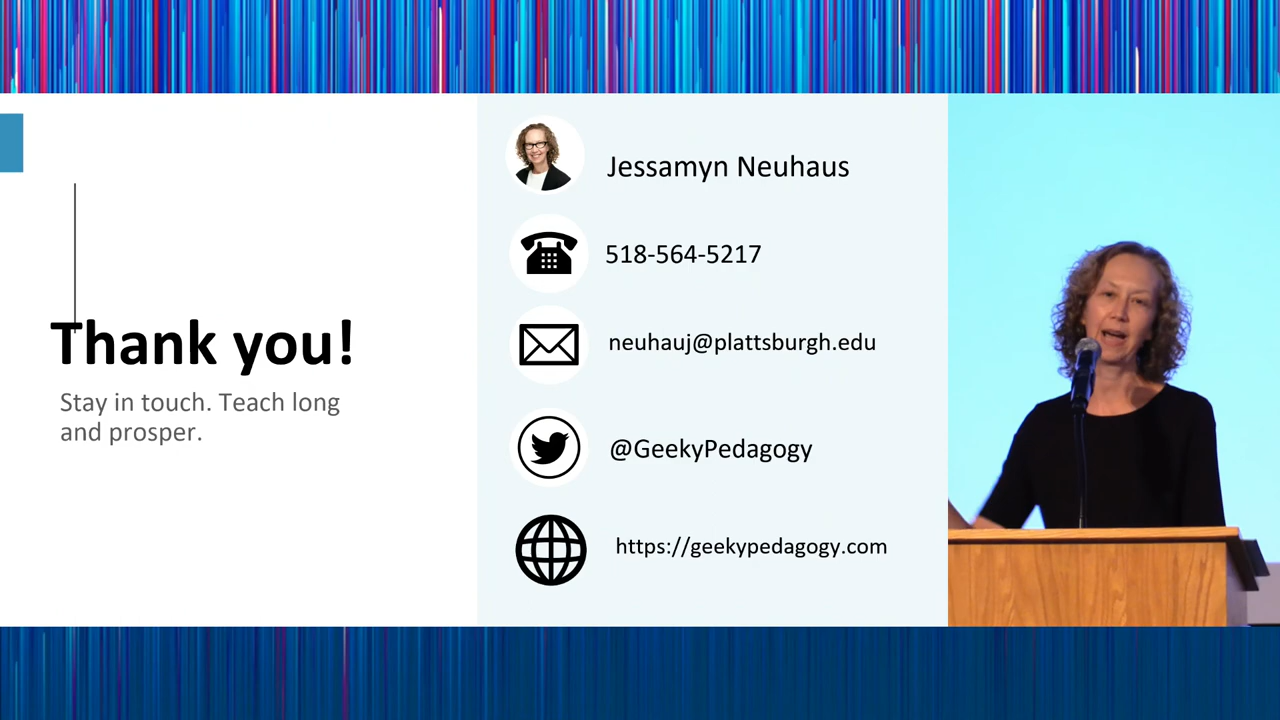 Thank you!
Stay in touch. Teach long
and prosper.
Jessamyn Neuhaus
518-564-5217
neuhauj@plattsburgh.edu
@GeekyPedagogy
https://geekypedagogy.com